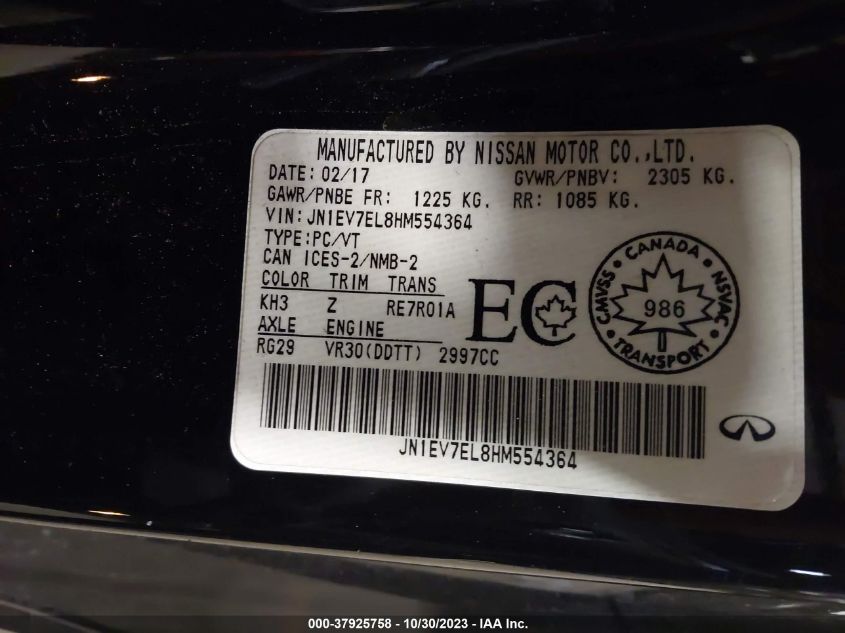 MANUFACTURED BY NISSAN MOTOR CO.,LTD.
DATE: 02/17 GVWR/PNBV: 2305 KG.
GAWR/PNBE FR: 1225 KG. RR: 1085 KG.
VIN: JN1EV7EL8HM554364
TYPE:PC/VT
CAN ICES-2/NMB-2
COLOR TRIM TRANS
KH3 Z RE7R01A
AXLE ENGINE
RG29 VR30(DDTT) 2997CC
EC
CANADA
CMVSS • NSVAC
986
TRANSPORT
JN1EV7EL8HM554364
000-37925758 - 10/30/2023 - IAA Inc.